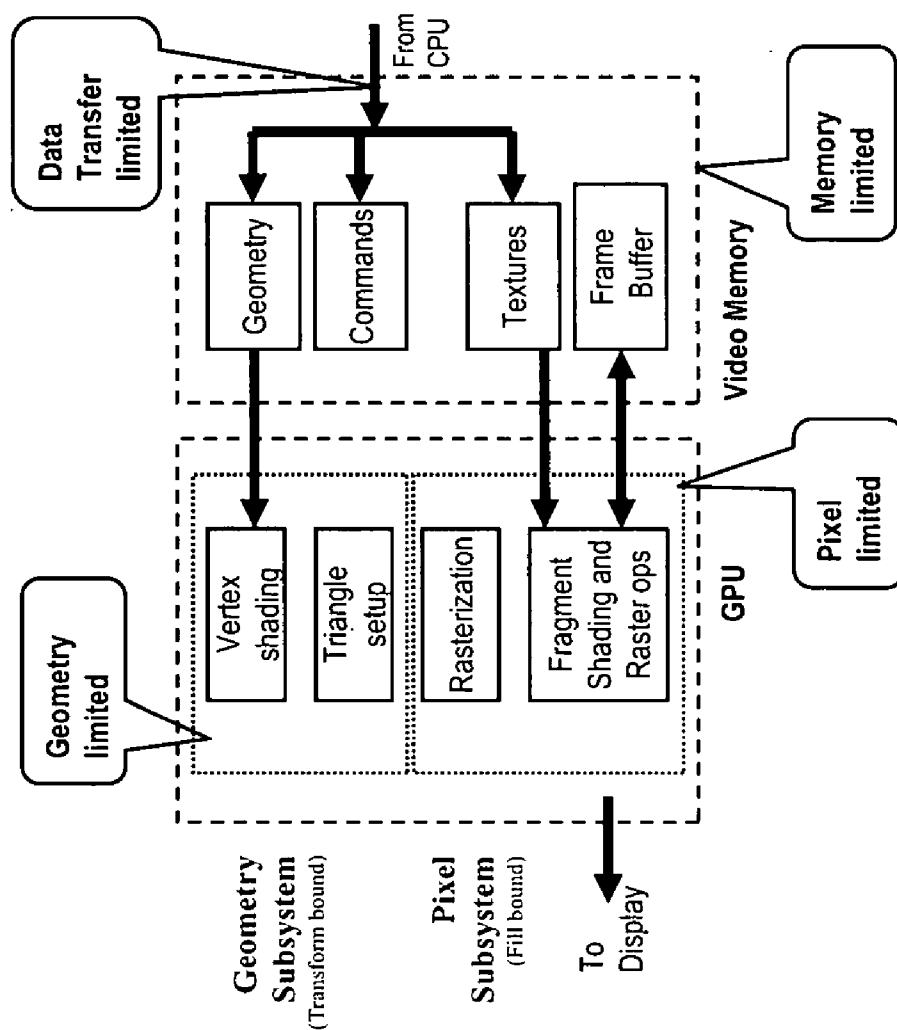 Data
Transfer
limited
From
CPU
Geometry
Commands
Textures
Frame
Buffer
Video Memory
Memory
limited
Geometry
limited
Vertex
shading
Triangle
setup
Rasterization
Fragment
Shading and
Raster ops
GPU
Pixel
limited
Geometry
Subsystem
(Transform bound)
Pixel
Subsystem
(Fill bound)
To
Display